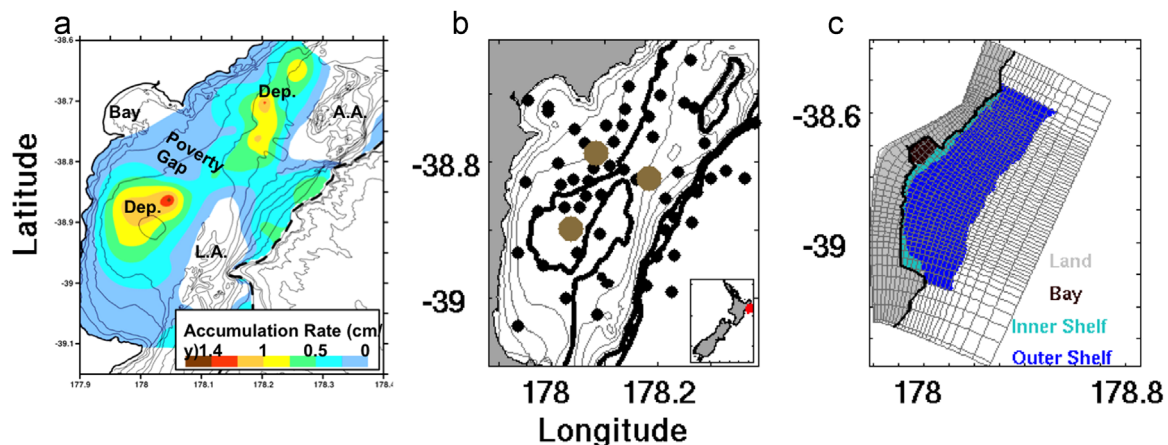 a
b
c
Latitude
-38.6
-38.7
-38.8
-38.9
-39
-39.1
177.9
178
178.1
178.2
178.3
178.4
Bay
Dep.
A.A.
Poverty
Gap
Dep.
L.A.
Accumulation Rate (cm/
y)1.4 1 0.5 0
-38.8
-39
178
178.2
Longitude
-38.6
-38.8
-39
178
178.8
Land
Bay
Inner Shelf
Outer Shelf